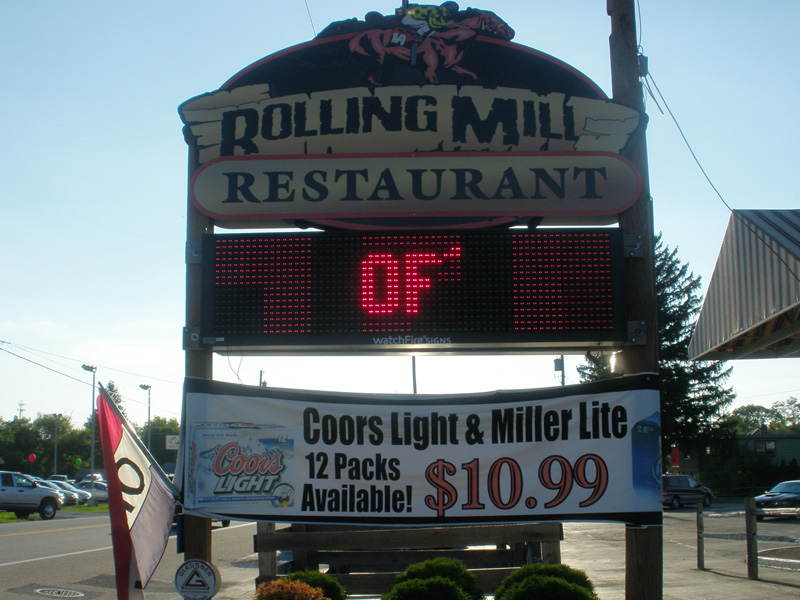 ROLLING MILL
RESTAURANT
OF
watchFire SIGNS
Coors Light & Miller Lite
12 Packs
Available!
$10.99
Coors
LIGHT
O